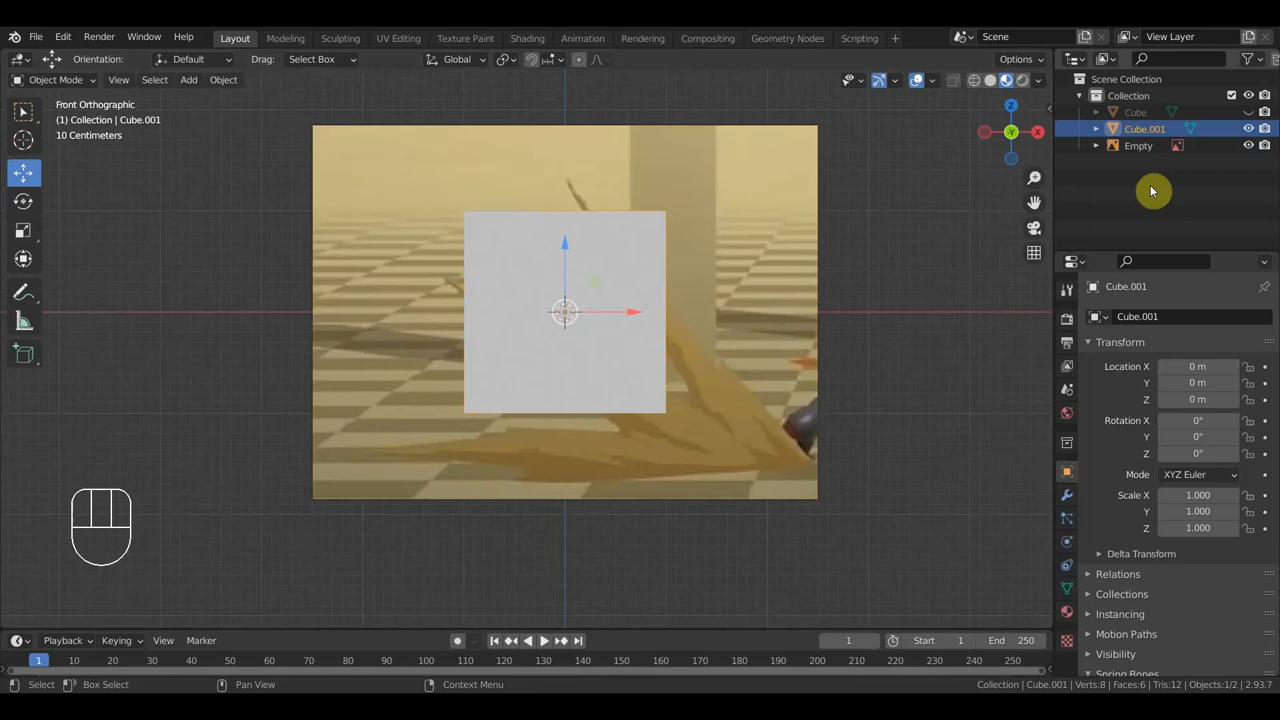 File Edit Render Window Help Layout Modeling Sculpting UV Editing Texture Paint Shading Animation Rendering Compositing Geometry Nodes Scripting + Scene View Layer
Orientation: Default Drag: Select Box Global Options
Object Mode View Select Add Object
Scene Collection
Collection
Cube
Cube.001
Empty
Front Orthographic
(1) Collection | Cube.001
10 Centimeters
Z
X
-Y
Cube.001
Cube.001
Transform
Location X 0 m
Y 0 m
Z 0 m
Rotation X 0°
Y 0°
Z 0°
Mode XYZ Euler
Scale X 1.000
Y 1.000
Z 1.000
Delta Transform
Relations
Collections
Instancing
Motion Paths
Visibility
Spring Bones
Playback Keying View Marker 1 Start 1 End 250
1 10 20 30 40 50 60 70 80 90 100 110 120 130 140 150 160 170 180 190 200 210 220 230 240 250
Select Box Select Pan View Context Menu Collection | Cube.001 | Verts:8 | Faces:6 | Tris:12 | Objects:1/2 | 2.93.7